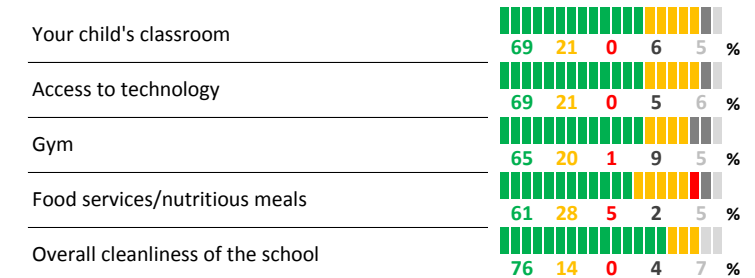 Your child's classroom
69 21 0 6 5 %
Access to technology
69 21 0 5 6 %
Gym
65 20 1 9 5 %
Food services/nutritious meals
61 28 5 2 5 %
Overall cleanliness of the school
76 14 0 4 7 %